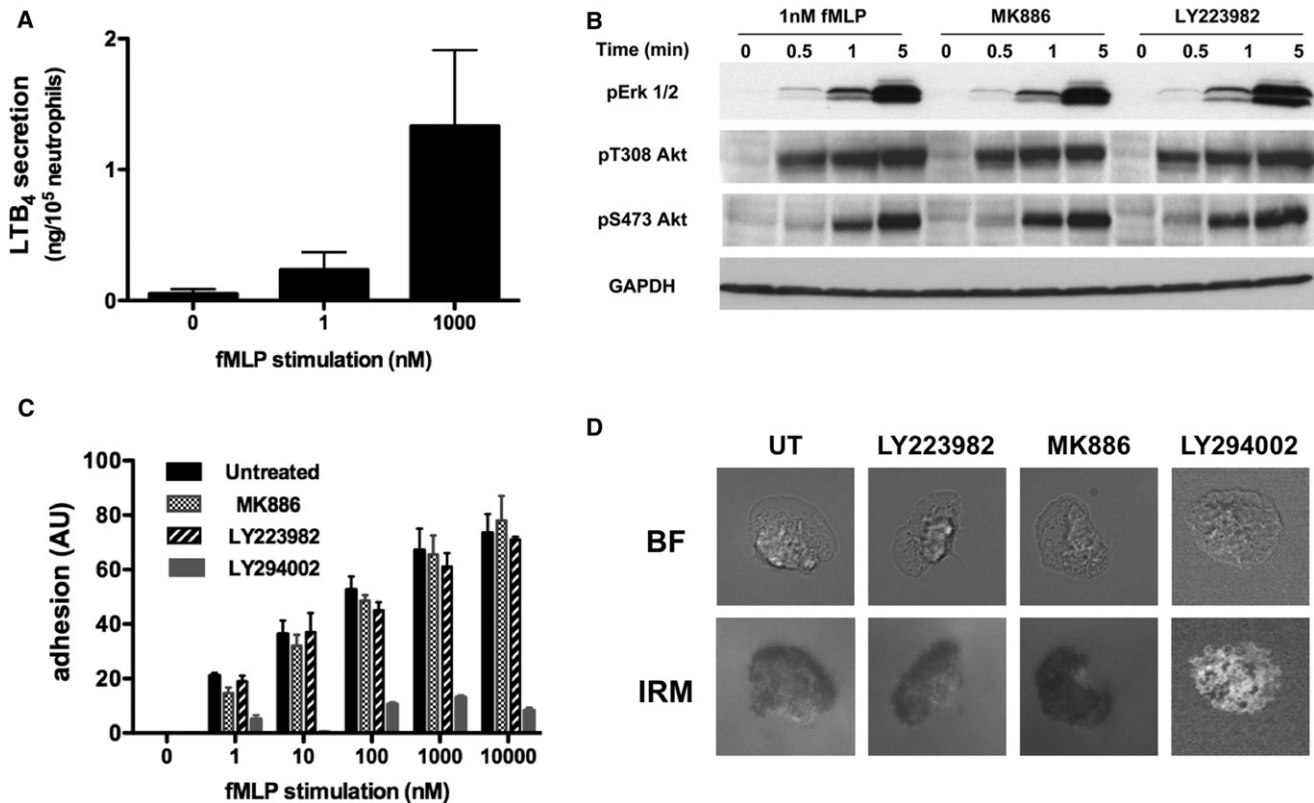 A
LTB4 secretion
(ng/10^5 neutrophils)
2
1
0
0 1 1000
fMLP stimulation (nM)
B
1nM fMLP MK886 LY223982
Time (min) 0 0.5 1 5 0 0.5 1 5 0 0.5 1 5
pErk 1/2
pT308 Akt
pS473 Akt
GAPDH
C
adhesion (AU)
100
80
60
40
20
0
Untreated
MK886
LY223982
LY294002
0 1 10 100 1000 10000
fMLP stimulation (nM)
D
UT LY223982 MK886 LY294002
BF
IRM